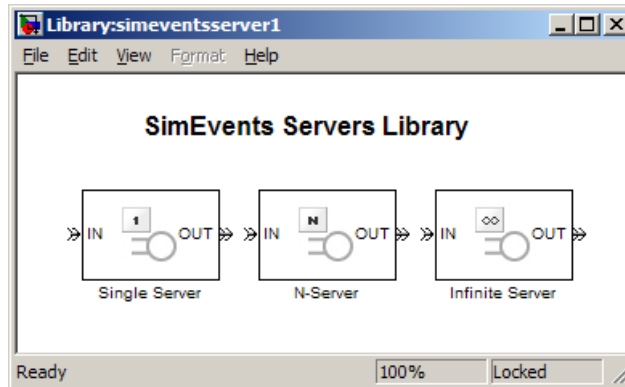 Library:simeventsserver1
File Edit View Format Help
SimEvents Servers Library
IN 1 OUT IN N OUT IN ∞ OUT
Single Server N-Server Infinite Server
Ready 100% Locked